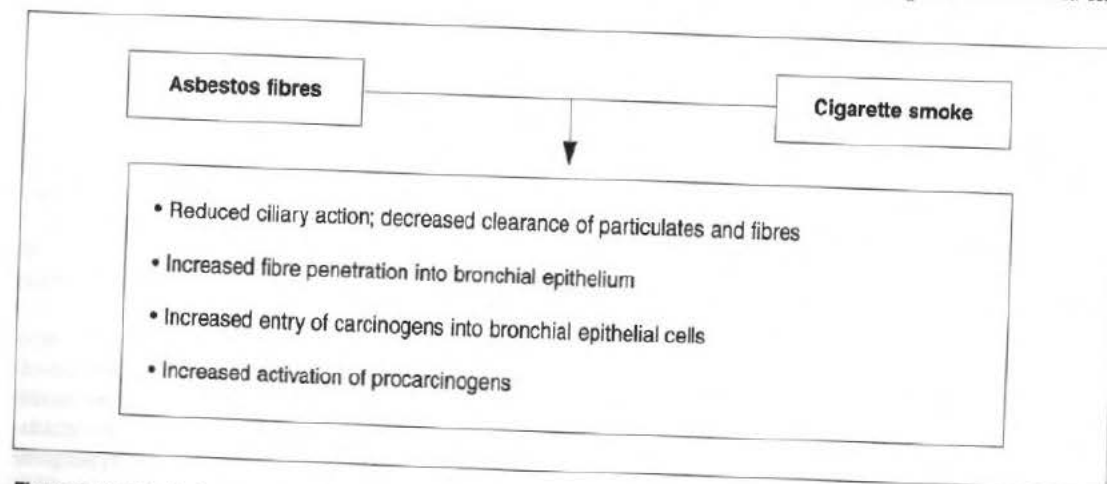 Asbestos fibres
Cigarette smoke
• Reduced ciliary action; decreased clearance of particulates and fibres
• Increased fibre penetration into bronchial epithelium
• Increased entry of carcinogens into bronchial epithelial cells
• Increased activation of procarcinogens